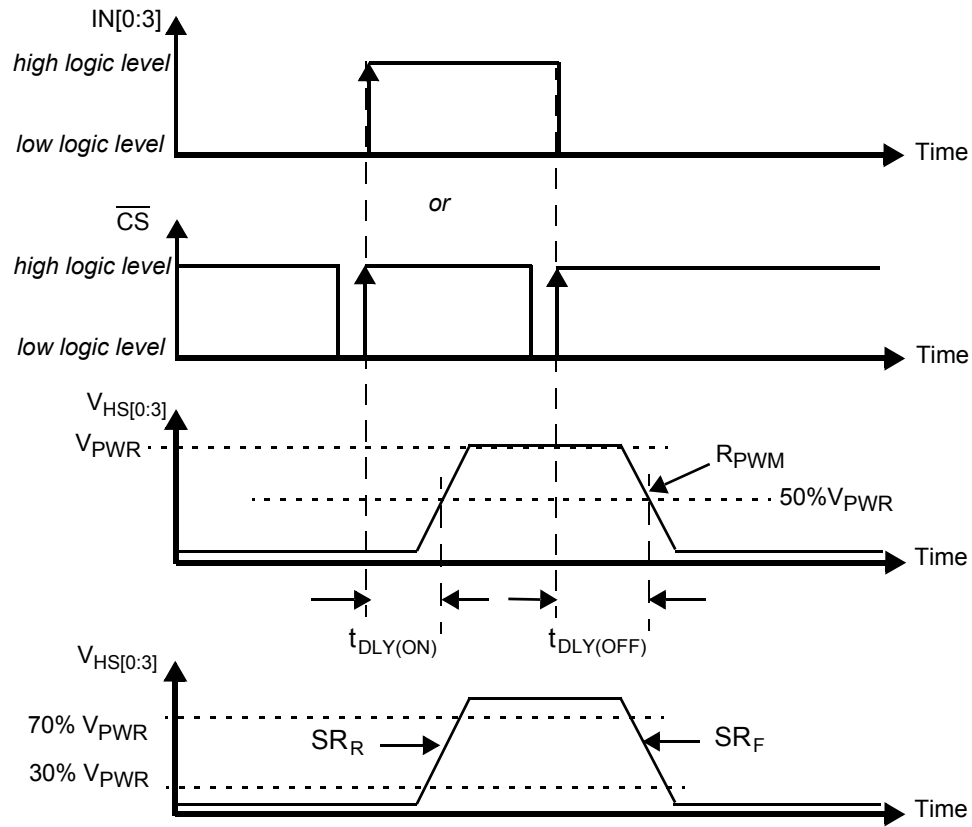 IN[0:3]
high logic level
low logic level
Time
or
CS
high logic level
low logic level
Time
VHS[0:3]
VPWR
RPWM
50%VPWR
Time
tDLY(ON)
tDLY(OFF)
VHS[0:3]
70% VPWR
SRR
SRF
30% VPWR
Time